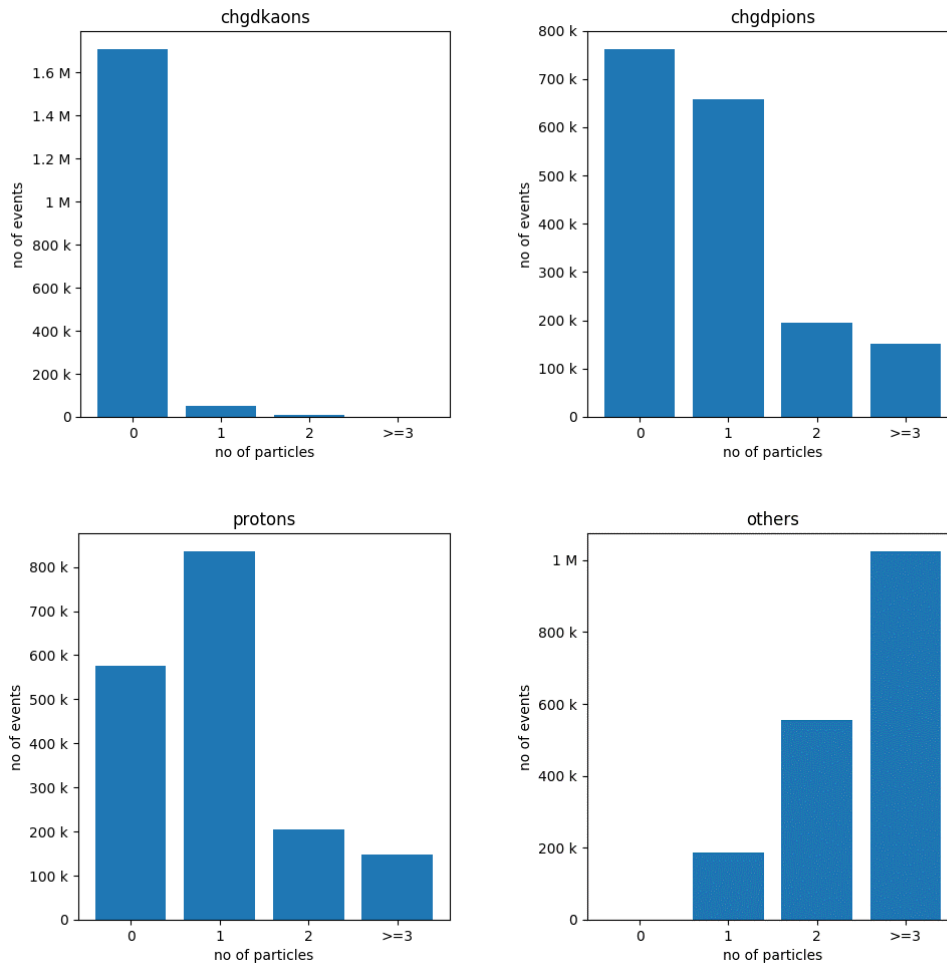 chgdkaons
1.6 M
1.4 M
1.2 M
1 M
800 k
600 k
400 k
200 k
0
no of events
0 1 2 >=3
no of particles
chgdpions
800 k
700 k
600 k
500 k
400 k
300 k
200 k
100 k
0
no of events
0 1 2 >=3
no of particles
protons
800 k
700 k
600 k
500 k
400 k
300 k
200 k
100 k
0
no of events
0 1 2 >=3
no of particles
others
1 M
800 k
600 k
400 k
200 k
0
no of events
0 1 2 >=3
no of particles